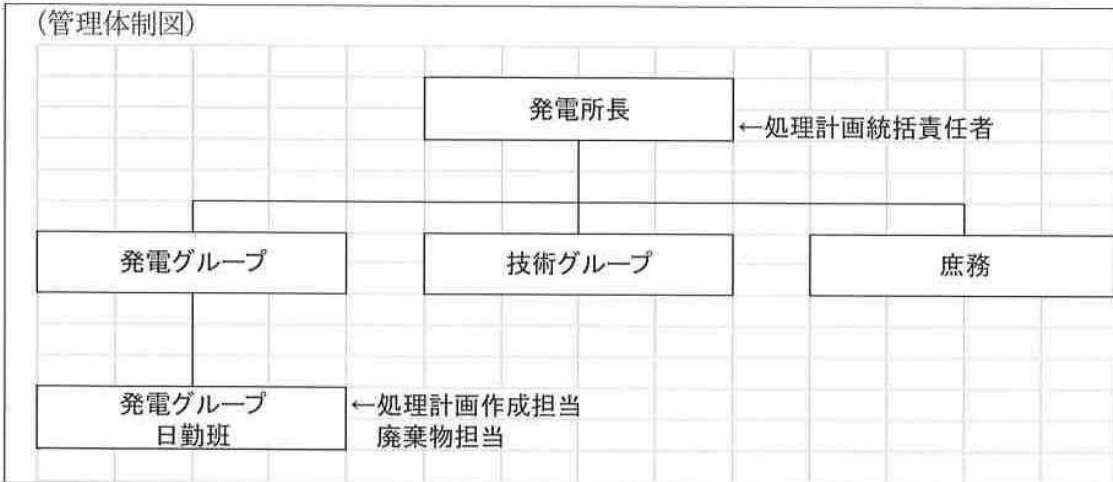 (管理体制図)
発電所長
←処理計画統括責任者
発電グループ
技術グループ
庶務
発電グループ
日勤班
←処理計画作成担当
廃棄物担当